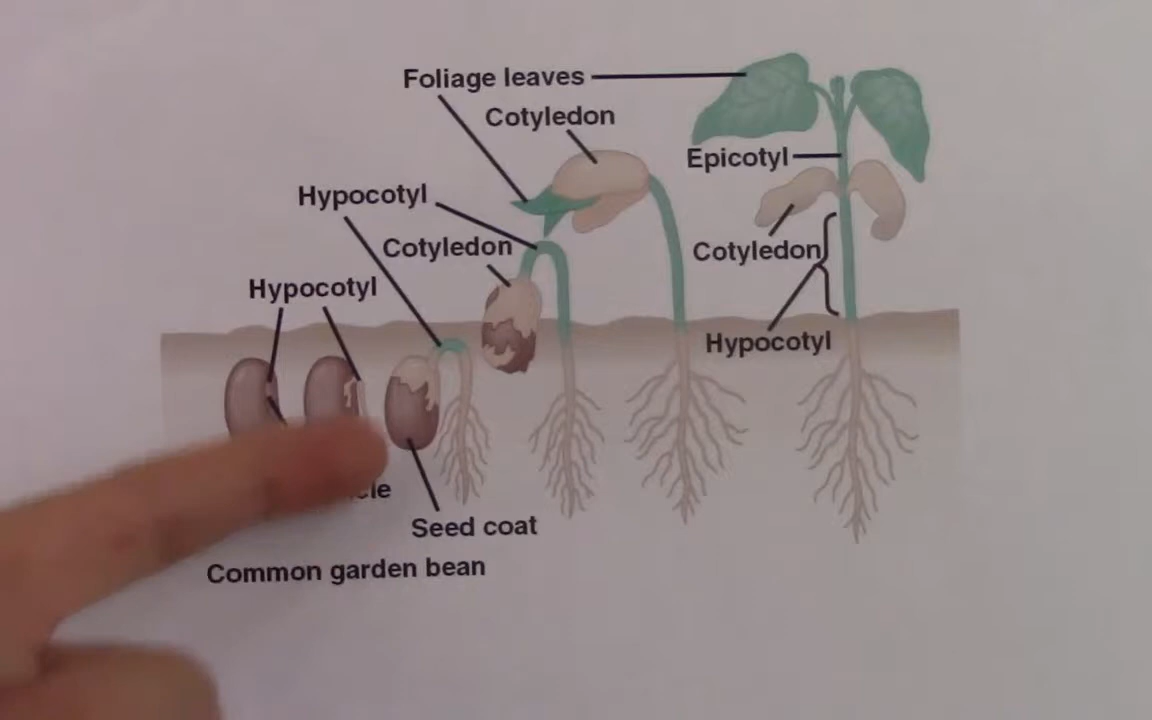 Foliage leaves
Cotyledon
Epicotyl
Hypocotyl
Cotyledon
Cotyledon
Hypocotyl
Hypocotyl
Seed coat
Common garden bean